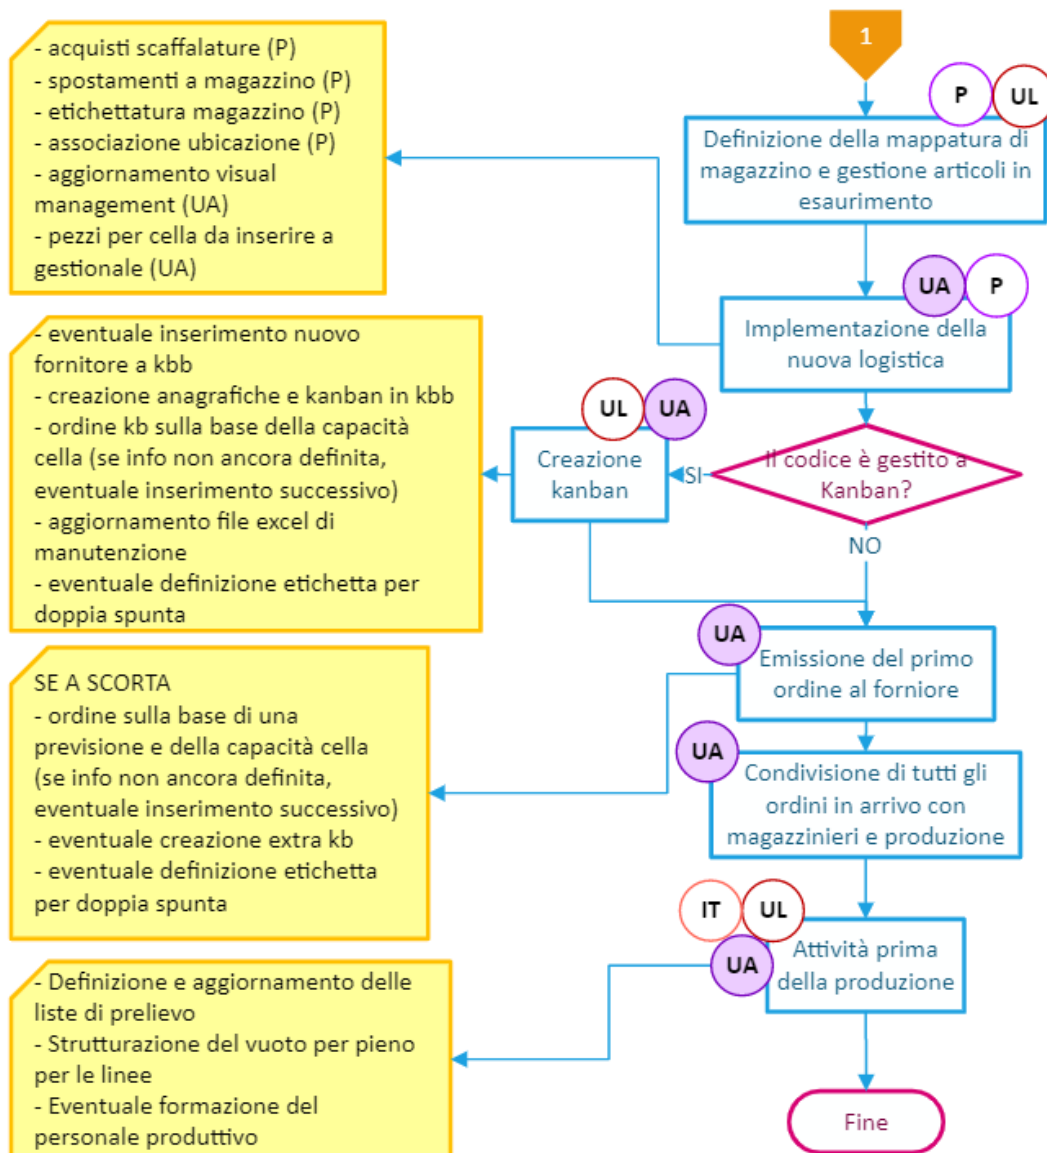 1
P
UL
Definizione della mappatura di
magazzino e gestione articoli in
esaurimento
- acquisti scaffalature (P)
- spostamenti a magazzino (P)
- etichettatura magazzino (P)
- associazione ubicazione (P)
- aggiornamento visual
management (UA)
- pezzi per cella da inserire a
gestionale (UA)
UA
P
Implementazione della
nuova logistica
Il codice è gestito a
Kanban?
SI
NO
UL
UA
Creazione
kanban
- eventuale inserimento nuovo
fornitore a kbb
- creazione anagrafiche e kanban in kbb
- ordine kb sulla base della capacità
cella (se info non ancora definita,
eventuale inserimento successivo)
- aggiornamento file excel di
manutenzione
- eventuale definizione etichetta per
doppia spunta
UA
Emissione del primo
ordine al forniore
SE A SCORTA
- ordine sulla base di una
previsione e della capacità cella
(se info non ancora definita,
eventuale inserimento successivo)
- eventuale creazione extra kb
- eventuale definizione etichetta
per doppia spunta
UA
Condivisione di tutti gli
ordini in arrivo con
magazzinieri e produzione
IT
UL
UA
Attività prima
della produzione
- Definizione e aggiornamento delle
liste di prelievo
- Strutturazione del vuoto per pieno
per le linee
- Eventuale formazione del
personale produttivo
Fine